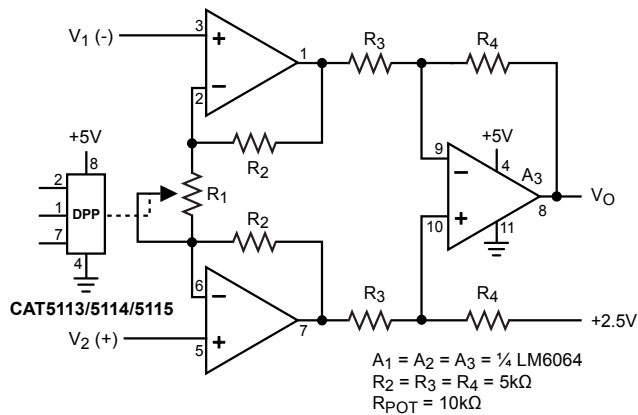 V1 (-)
3
+
1
R3
R4
−
2
+5V
R2
+5V
8
9
4
A3
2
R1
−
1
DPP
VO
8
7
+
10
11
R2
4
6
−
CAT5113/5114/5115
R3
R4
7
+2.5V
V2 (+)
5
+
A1 = A2 = A3 = ¼ LM6064
R2 = R3 = R4 = 5kΩ
RPOT = 10kΩ